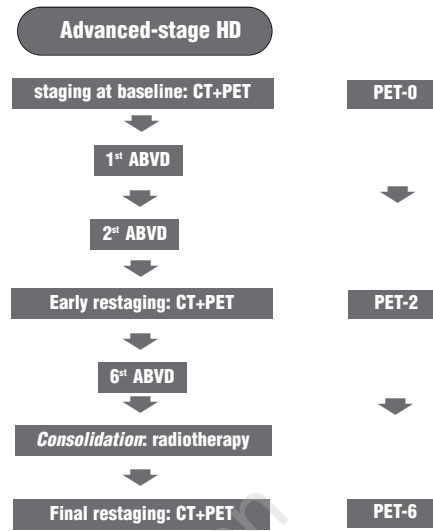 Advanced-stage HD
staging at baseline: CT+PET PET-0
1st ABVD
2st ABVD
Early restaging: CT+PET PET-2
6st ABVD
Consolidation: radiotherapy
Final restaging: CT+PET PET-6